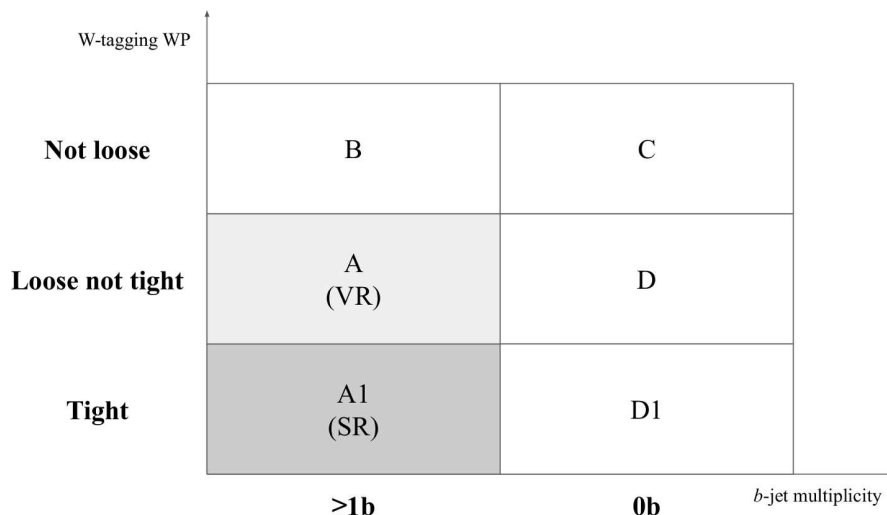 W-tagging WP
Not loose
B
C
Loose not tight
A
(VR)
D
Tight
A1
(SR)
D1
>1b
0b
b-jet multiplicity